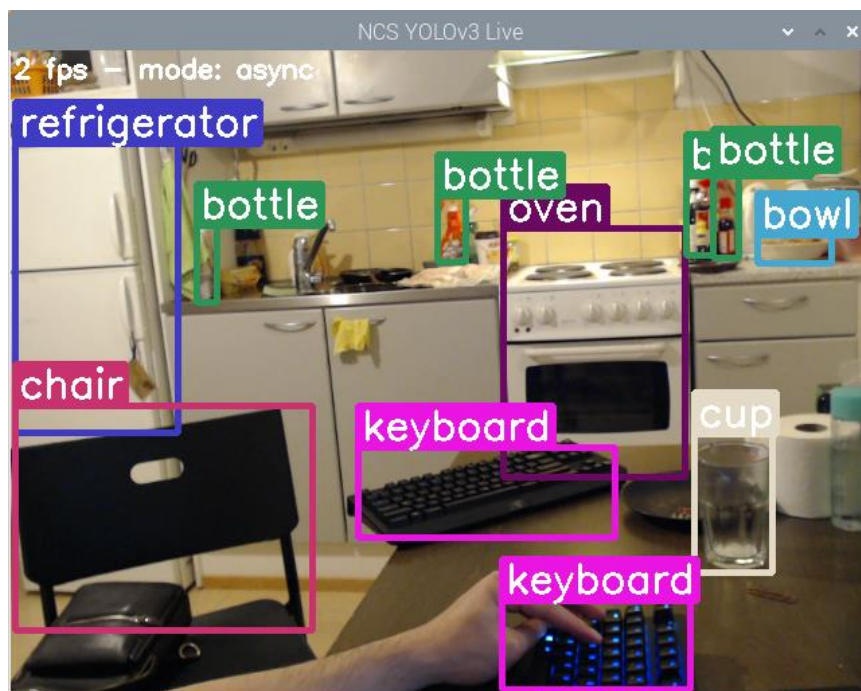 NCS YOLOv3 Live
2 fps - mode: async
refrigerator
bottle
bottle
b
bottle
oven
bowl
chair
keyboard
cup
keyboard